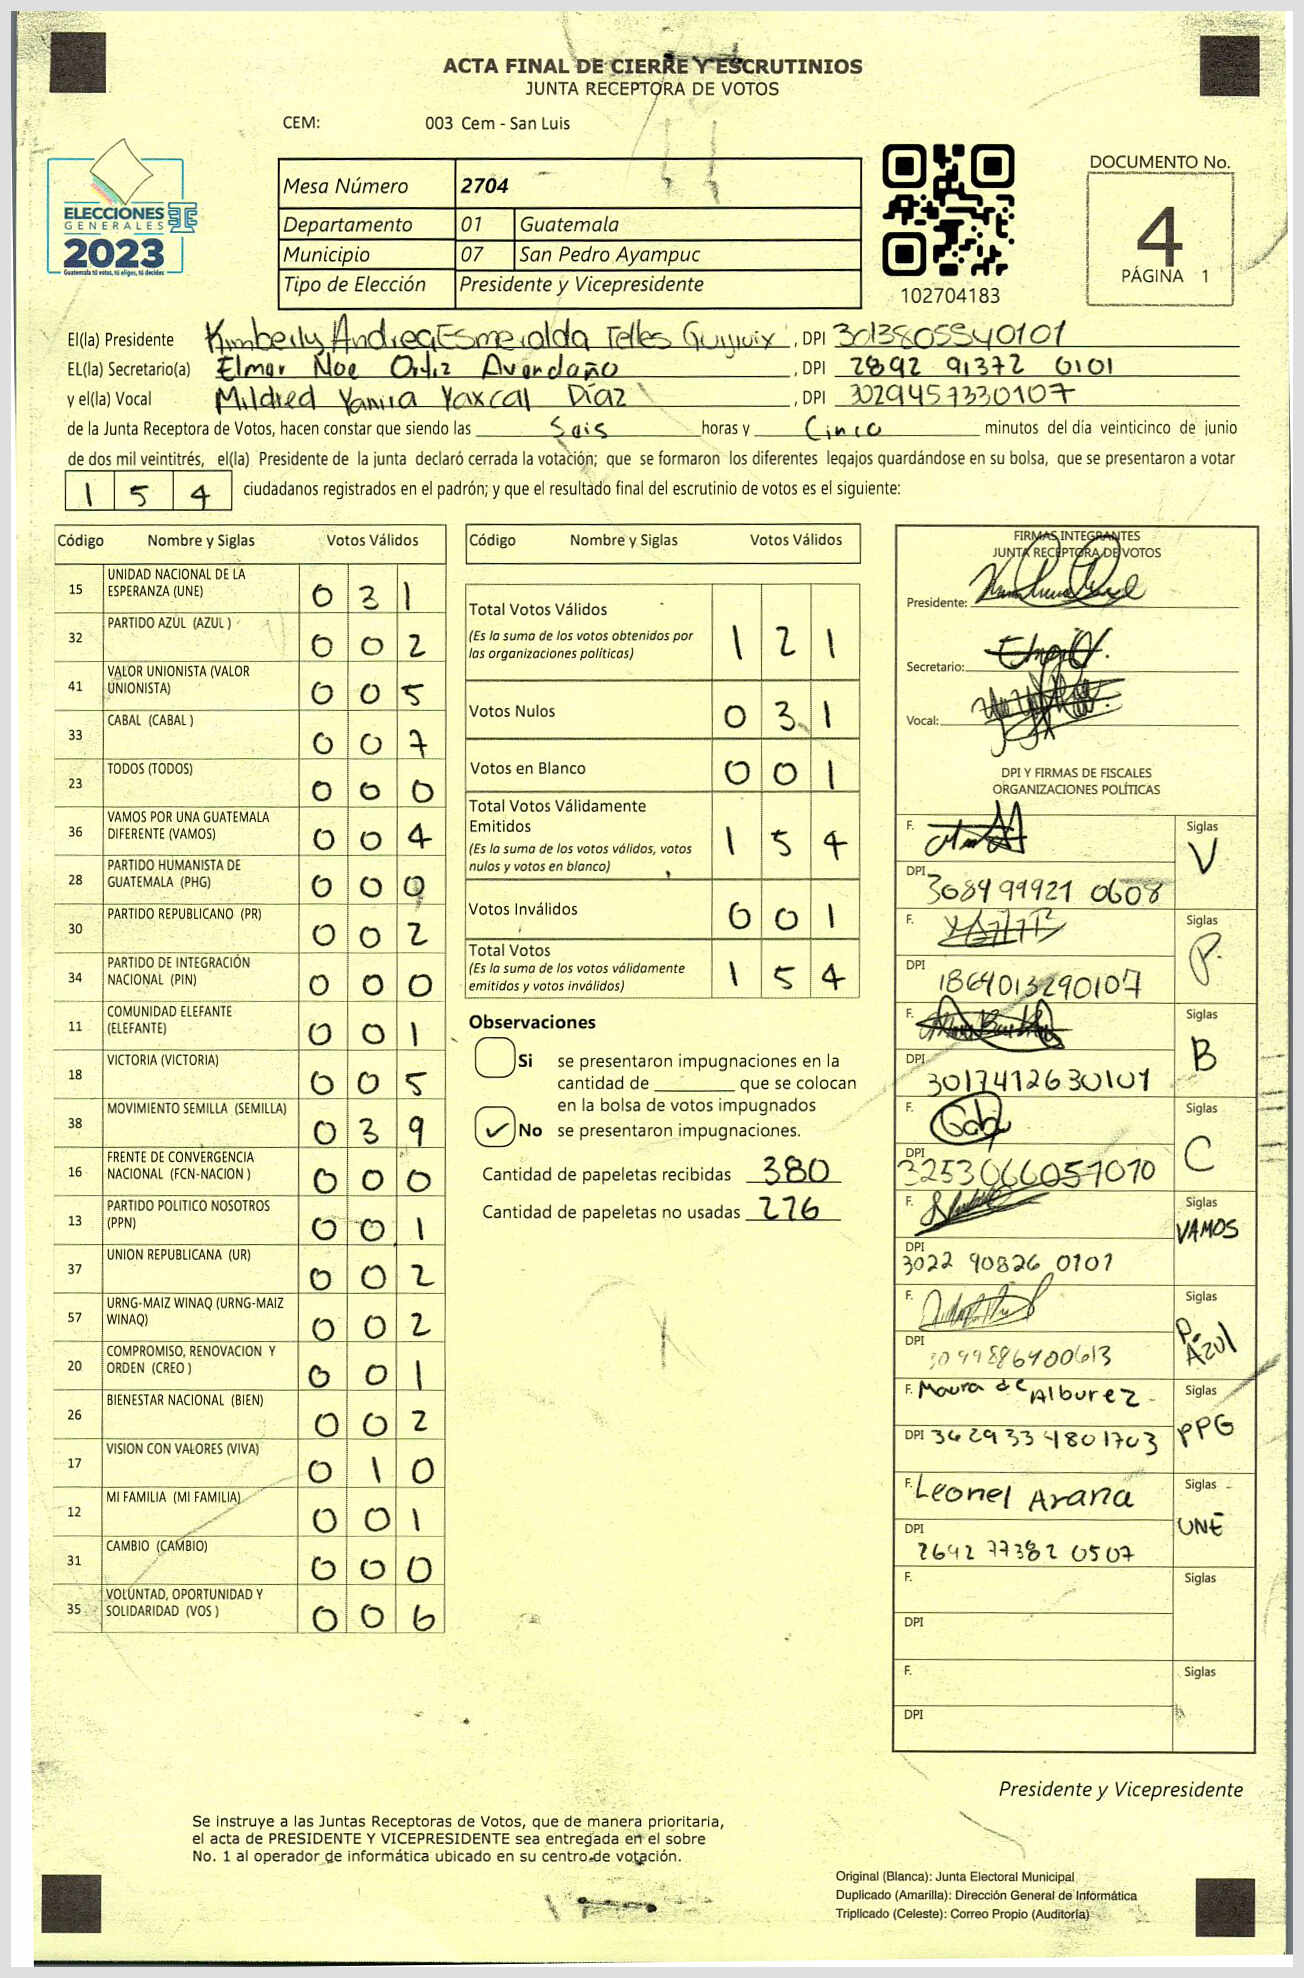 ACTA FINAL DE CIERRE Y ESCRUTINIOS
JUNTA RECEPTORA DE VOTOS
CEM: 003 Cem - San Luis
ELECCIONES
GENERALES
2023
Guatemala tú votas, tú eliges, tú decides
Mesa Número 2704
Departamento 01 Guatemala
Municipio 07 San Pedro Ayampuc
Tipo de Elección Presidente y Vicepresidente
102704183
DOCUMENTO No.
4
PÁGINA 1
El(la) Presidente Kimberly Andrea Esmeralda Telles , DPI 3013805540101
EL(la) Secretario(a) Elmer Noe Ortiz Avendaño , DPI 2892 91372 0101
y el(la) Vocal Mildred Yanira Yaxcal Díaz , DPI 3029457330107
de la Junta Receptora de Votos, hacen constar que siendo las Seis horas y Cinco minutos del día veinticinco de junio
de dos mil veintitrés, el(la) Presidente de la junta declaró cerrada la votación; que se formaron los diferentes legajos guardándose en su bolsa, que se presentaron a votar
1 5 4 ciudadanos registrados en el padrón; y que el resultado final del escrutinio de votos es el siguiente:
Código Nombre y Siglas Votos Válidos
15 UNIDAD NACIONAL DE LA
ESPERANZA (UNE) 0 3 1
32 PARTIDO AZUL (AZUL ) 0 0 2
41 VALOR UNIONISTA (VALOR
UNIONISTA) 0 0 5
33 CABAL (CABAL ) 0 0 7
23 TODOS (TODOS) 0 0 0
36 VAMOS POR UNA GUATEMALA
DIFERENTE (VAMOS) 0 0 4
28 PARTIDO HUMANISTA DE
GUATEMALA (PHG) 0 0 0
30 PARTIDO REPUBLICANO (PR) 0 0 2
34 PARTIDO DE INTEGRACIÓN
NACIONAL (PIN) 0 0 0
11 COMUNIDAD ELEFANTE
(ELEFANTE) 0 0 1
18 VICTORIA (VICTORIA) 0 0 5
38 MOVIMIENTO SEMILLA (SEMILLA) 0 3 9
16 FRENTE DE CONVERGENCIA
NACIONAL (FCN-NACION ) 0 0 0
13 PARTIDO POLITICO NOSOTROS
(PPN) 0 0 1
37 UNION REPUBLICANA (UR) 0 0 2
57 URNG-MAIZ WINAQ (URNG-MAIZ
WINAQ) 0 0 2
20 COMPROMISO, RENOVACION Y
ORDEN (CREO ) 0 0 1
26 BIENESTAR NACIONAL (BIEN) 0 0 2
17 VISION CON VALORES (VIVA) 0 1 0
12 MI FAMILIA (MI FAMILIA) 0 0 1
31 CAMBIO (CAMBIO) 0 0 0
35 VOLUNTAD, OPORTUNIDAD Y
SOLIDARIDAD (VOS ) 0 0 6
Código Nombre y Siglas Votos Válidos
Total Votos Válidos
(Es la suma de los votos obtenidos por
las organizaciones políticas) 1 2 1
Votos Nulos 0 3 1
Votos en Blanco 0 0 1
Total Votos Válidamente
Emitidos
(Es la suma de los votos válidos, votos
nulos y votos en blanco) 1 5 4
Votos Inválidos 0 0 1
Total Votos
(Es la suma de los votos válidamente
emitidos y votos inválidos) 1 5 4
Observaciones
Si se presentaron impugnaciones en la
cantidad de ________ que se colocan
en la bolsa de votos impugnados
No se presentaron impugnaciones.
Cantidad de papeletas recibidas 380
Cantidad de papeletas no usadas 226
FIRMAS INTEGRANTES
JUNTA RECEPTORA DE VOTOS
Presidente:
Secretario:
Vocal:
DPI Y FIRMAS DE FISCALES
ORGANIZACIONES POLÍTICAS
F. Siglas V
DPI 3084 99921 0608
F. Siglas P.
DPI 1864013290107
F. Siglas B
DPI 3017412630101
F. Gaby Siglas C
DPI 3253066051010
F. Siglas VAMOS
DPI 3022 90826 0101
F. Siglas P. Azul
DPI 3099886400613
F. Maura de Alburez Siglas PPG
DPI 3629334801703
F. Leonel Arana Siglas UNE
DPI 2642 77382 0507
F. Siglas
DPI
F. Siglas
DPI
Presidente y Vicepresidente
Se instruye a las Juntas Receptoras de Votos, que de manera prioritaria,
el acta de PRESIDENTE Y VICEPRESIDENTE sea entregada en el sobre
No. 1 al operador de informática ubicado en su centro de votación.
Original (Blanca): Junta Electoral Municipal
Duplicado (Amarilla): Dirección General de Informática
Triplicado (Celeste): Correo Propio (Auditoría)